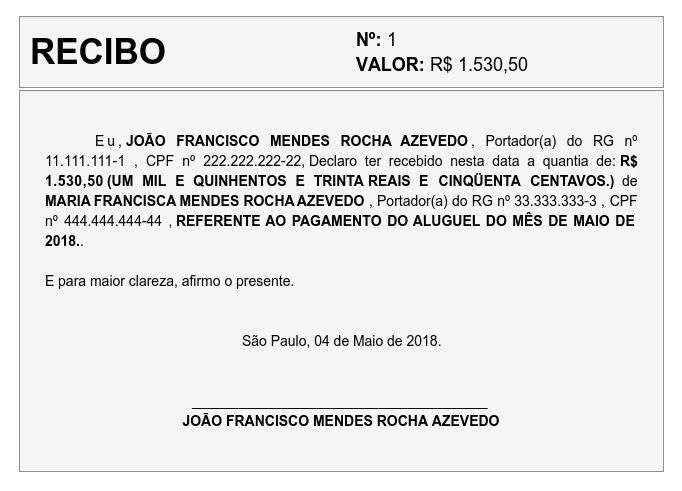 RECIBO
Nº: 1
VALOR: R$ 1.530,50
Eu, JOÃO FRANCISCO MENDES ROCHA AZEVEDO, Portador(a) do RG nº
11.111.111-1 , CPF nº 222.222.222-22, Declaro ter recebido nesta data a quantia de: R$
1.530,50 (UM MIL E QUINHENTOS E TRINTA REAIS E CINQÜENTA CENTAVOS.) de
MARIA FRANCISCA MENDES ROCHA AZEVEDO , Portador(a) do RG nº 33.333.333-3 , CPF
nº 444.444.444-44 , REFERENTE AO PAGAMENTO DO ALUGUEL DO MÊS DE MAIO DE
2018..
E para maior clareza, afirmo o presente.
São Paulo, 04 de Maio de 2018.
JOÃO FRANCISCO MENDES ROCHA AZEVEDO